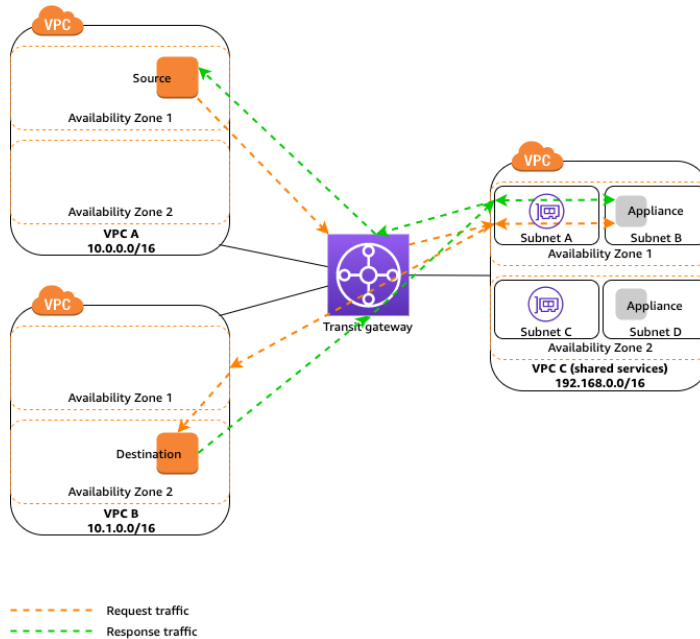 VPC
Source
Availability Zone 1
Availability Zone 2
VPC A
10.0.0.0/16
VPC
Appliance
Subnet A
Subnet B
Availability Zone 1
Appliance
Subnet C
Subnet D
Availability Zone 2
VPC C (shared services)
192.168.0.0/16
Transit gateway
VPC
Availability Zone 1
Destination
Availability Zone 2
VPC B
10.1.0.0/16
Request traffic
Response traffic